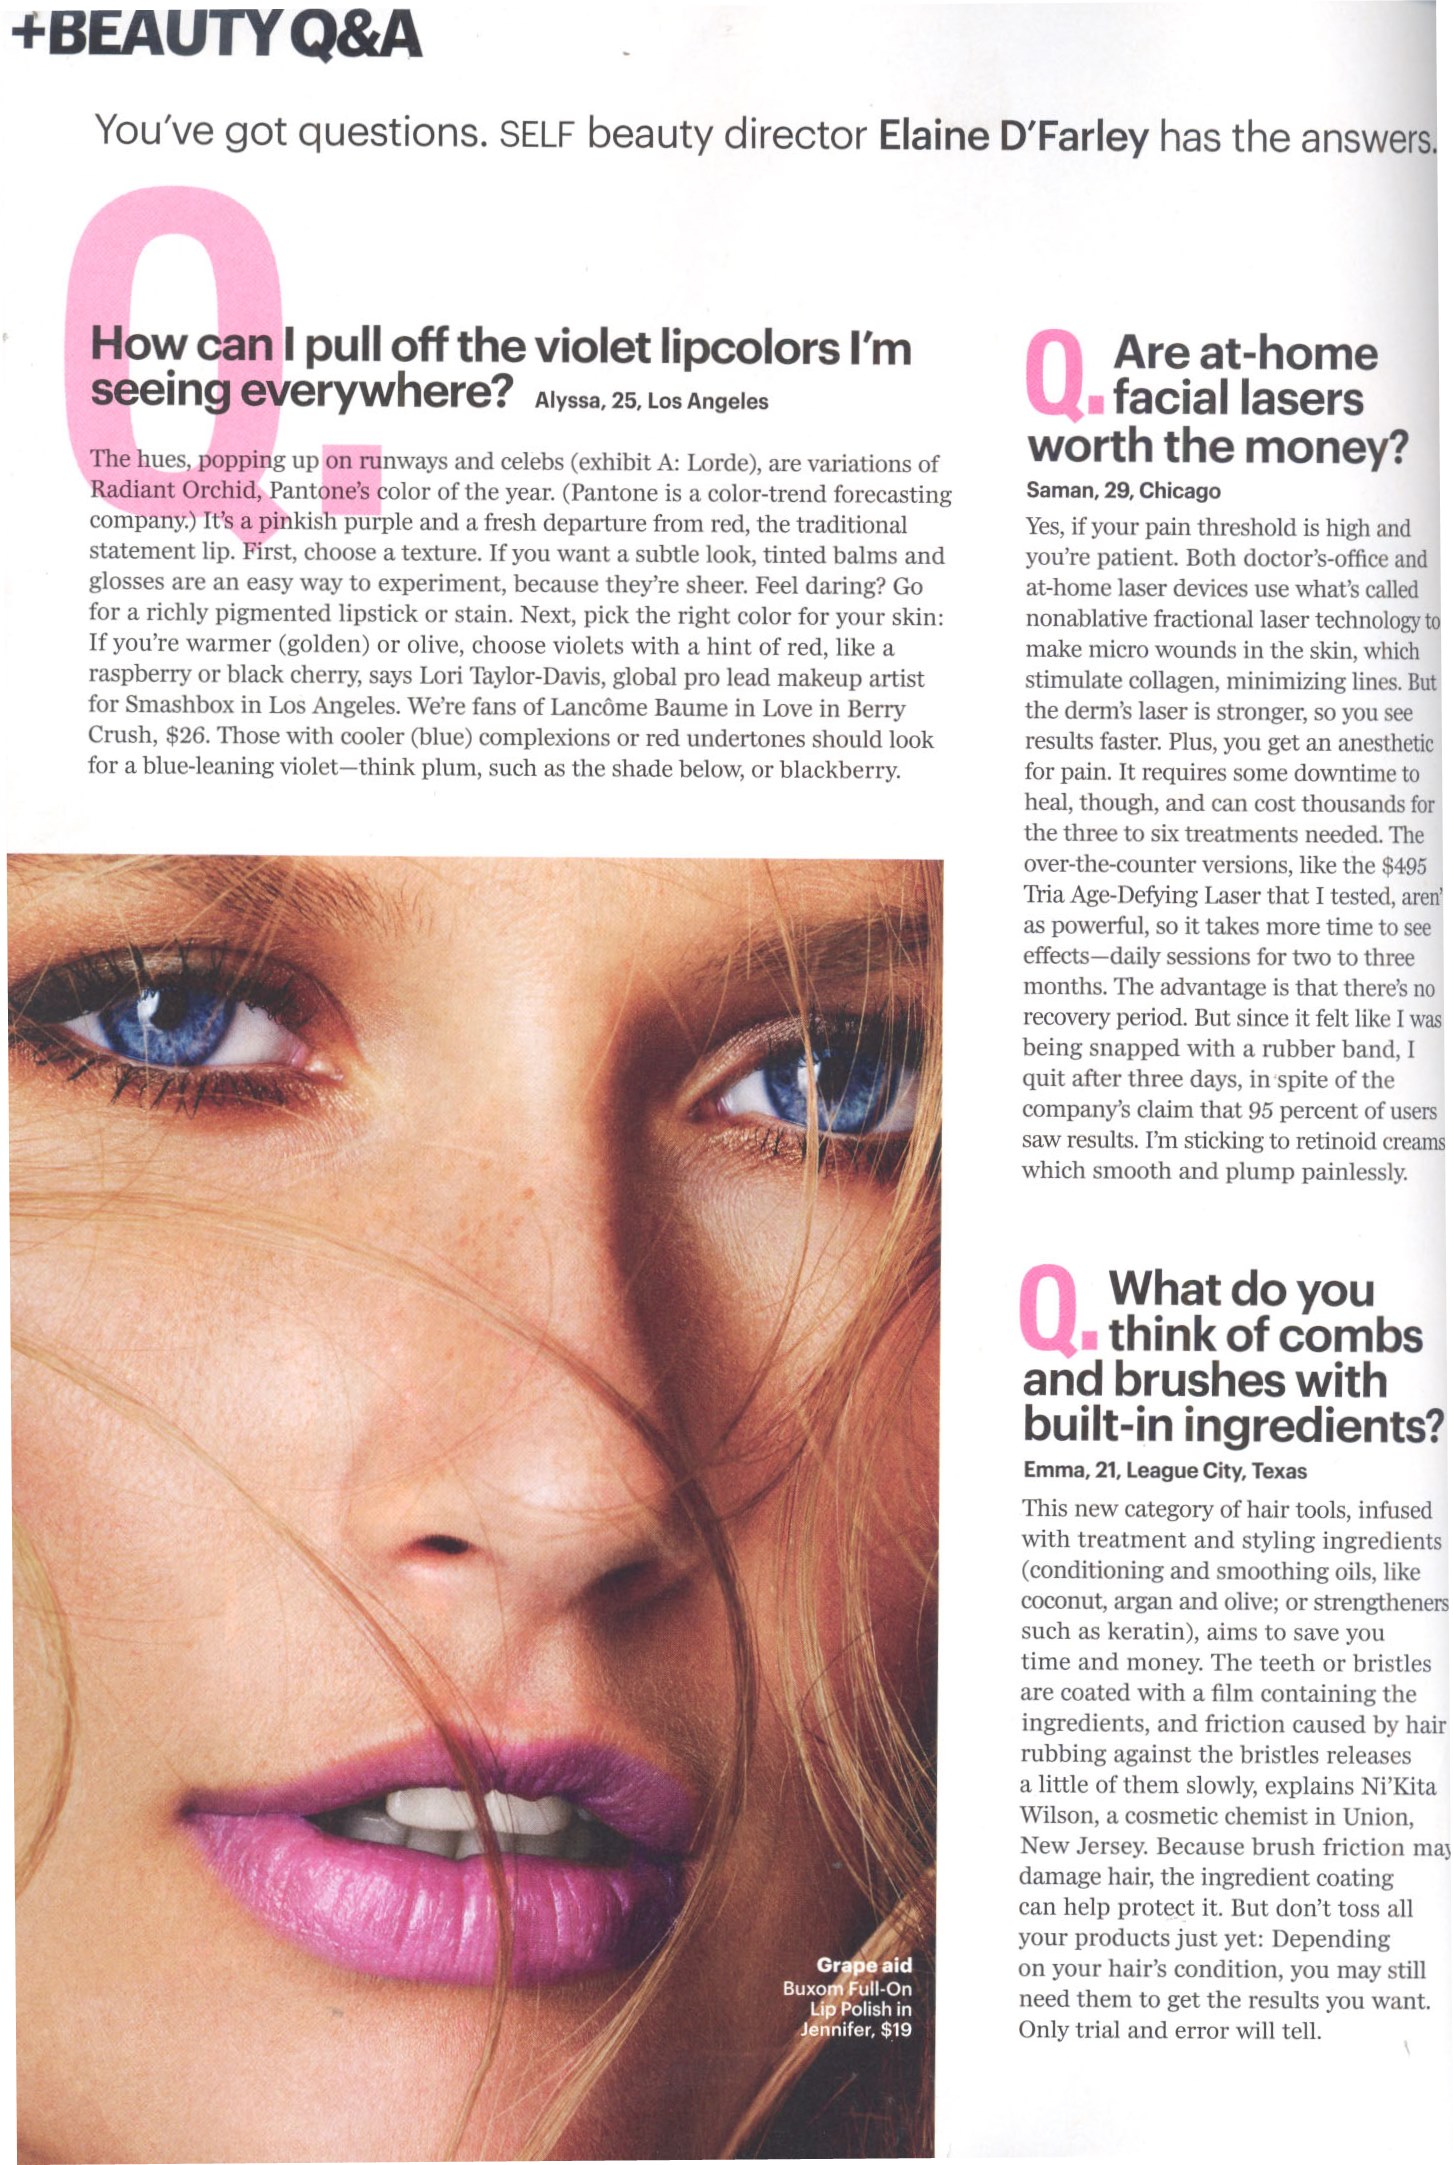 +BEAUTY Q&A
You've got questions. SELF beauty director Elaine D'Farley has the answers.
Q.
How can I pull off the violet lipcolors I'm
seeing everywhere? Alyssa, 25, Los Angeles
The hues, popping up on runways and celebs (exhibit A: Lorde), are variations of
Radiant Orchid, Pantone's color of the year. (Pantone is a color-trend forecasting
company.) It's a pinkish purple and a fresh departure from red, the traditional
statement lip. First, choose a texture. If you want a subtle look, tinted balms and
glosses are an easy way to experiment, because they're sheer. Feel daring? Go
for a richly pigmented lipstick or stain. Next, pick the right color for your skin:
If you're warmer (golden) or olive, choose violets with a hint of red, like a
raspberry or black cherry, says Lori Taylor-Davis, global pro lead makeup artist
for Smashbox in Los Angeles. We're fans of Lancôme Baume in Love in Berry
Crush, $26. Those with cooler (blue) complexions or red undertones should look
for a blue-leaning violet—think plum, such as the shade below, or blackberry.
Grape aid
Buxom Full-On
Lip Polish in
Jennifer, $19
Q. Are at-home
facial lasers
worth the money?
Saman, 29, Chicago
Yes, if your pain threshold is high and
you're patient. Both doctor's-office and
at-home laser devices use what's called
nonablative fractional laser technology to
make micro wounds in the skin, which
stimulate collagen, minimizing lines. But
the derm's laser is stronger, so you see
results faster. Plus, you get an anesthetic
for pain. It requires some downtime to
heal, though, and can cost thousands for
the three to six treatments needed. The
over-the-counter versions, like the $495
Tria Age-Defying Laser that I tested, aren'
as powerful, so it takes more time to see
effects—daily sessions for two to three
months. The advantage is that there's no
recovery period. But since it felt like I was
being snapped with a rubber band, I
quit after three days, in spite of the
company's claim that 95 percent of users
saw results. I'm sticking to retinoid creams
which smooth and plump painlessly.
Q. What do you
think of combs
and brushes with
built-in ingredients?
Emma, 21, League City, Texas
This new category of hair tools, infused
with treatment and styling ingredients
(conditioning and smoothing oils, like
coconut, argan and olive; or strengtheners
such as keratin), aims to save you
time and money. The teeth or bristles
are coated with a film containing the
ingredients, and friction caused by hair
rubbing against the bristles releases
a little of them slowly, explains Ni'Kita
Wilson, a cosmetic chemist in Union,
New Jersey. Because brush friction may
damage hair, the ingredient coating
can help protect it. But don't toss all
your products just yet: Depending
on your hair's condition, you may still
need them to get the results you want.
Only trial and error will tell.